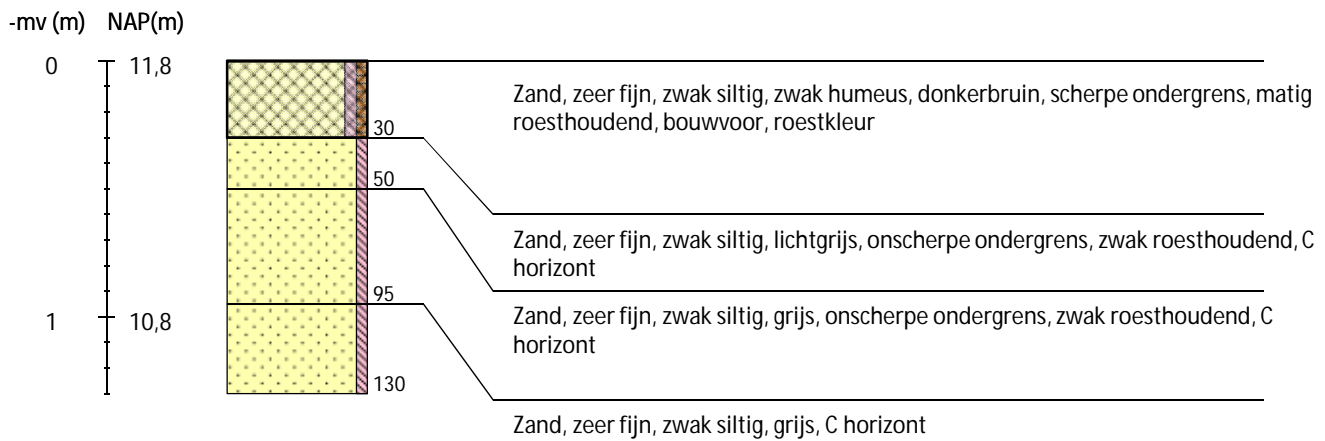 -mv (m) NAP(m)
0 11,8
Zand, zeer fijn, zwak siltig, zwak humeus, donkerbruin, scherpe ondergrens, matig
roesthoudend, bouwvoor, roestkleur
30
50
Zand, zeer fijn, zwak siltig, lichtgrijs, onscherpe ondergrens, zwak roesthoudend, C
horizont
95
1 10,8
Zand, zeer fijn, zwak siltig, grijs, onscherpe ondergrens, zwak roesthoudend, C
horizont
130
Zand, zeer fijn, zwak siltig, grijs, C horizont